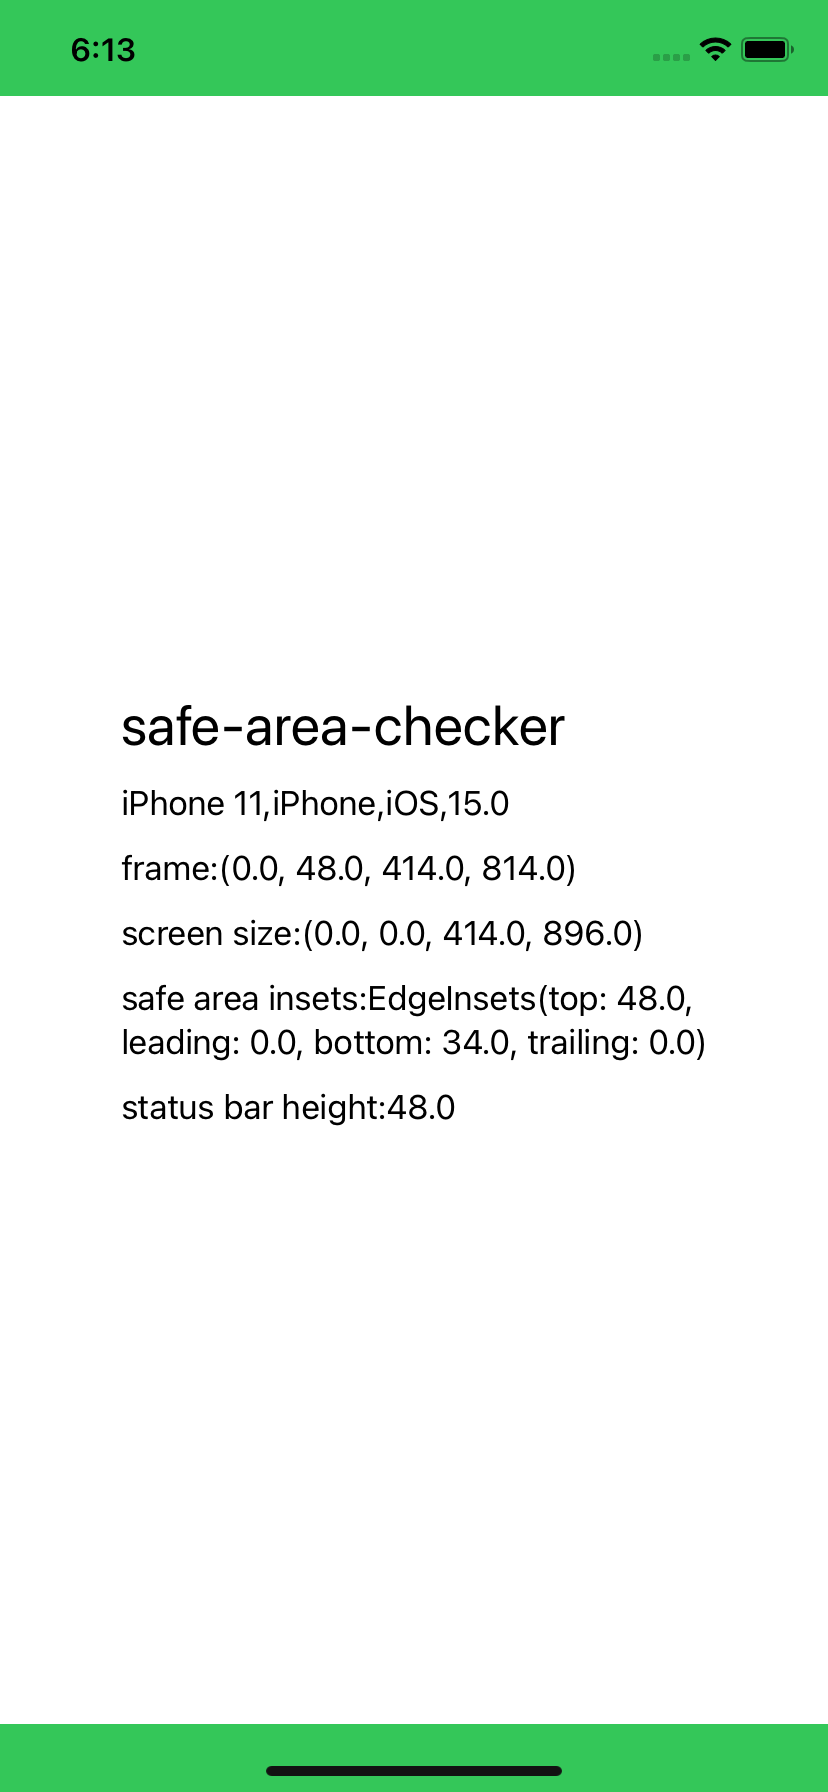 6:13
safe-area-checker
iPhone 11,iPhone,iOS,15.0
frame:(0.0, 48.0, 414.0, 814.0)
screen size:(0.0, 0.0, 414.0, 896.0)
safe area insets:EdgeInsets(top: 48.0,
leading: 0.0, bottom: 34.0, trailing: 0.0)
status bar height:48.0